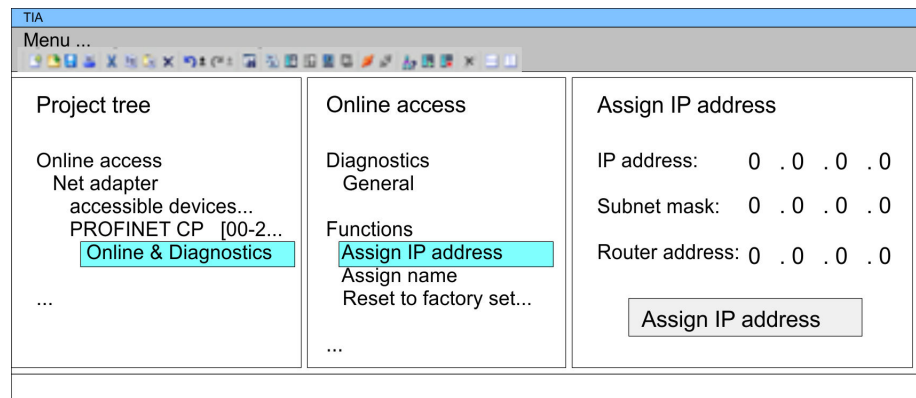 TIA
Menu ...
Project tree
Online access
Net adapter
accessible devices...
PROFINET CP [00-2...
Online & Diagnostics
...
Online access
Diagnostics
General
Functions
Assign IP address
Assign name
Reset to factory set...
...
Assign IP address
IP address: 0 . 0 . 0 . 0
Subnet mask: 0 . 0 . 0 . 0
Router address: 0 . 0 . 0 . 0
Assign IP address